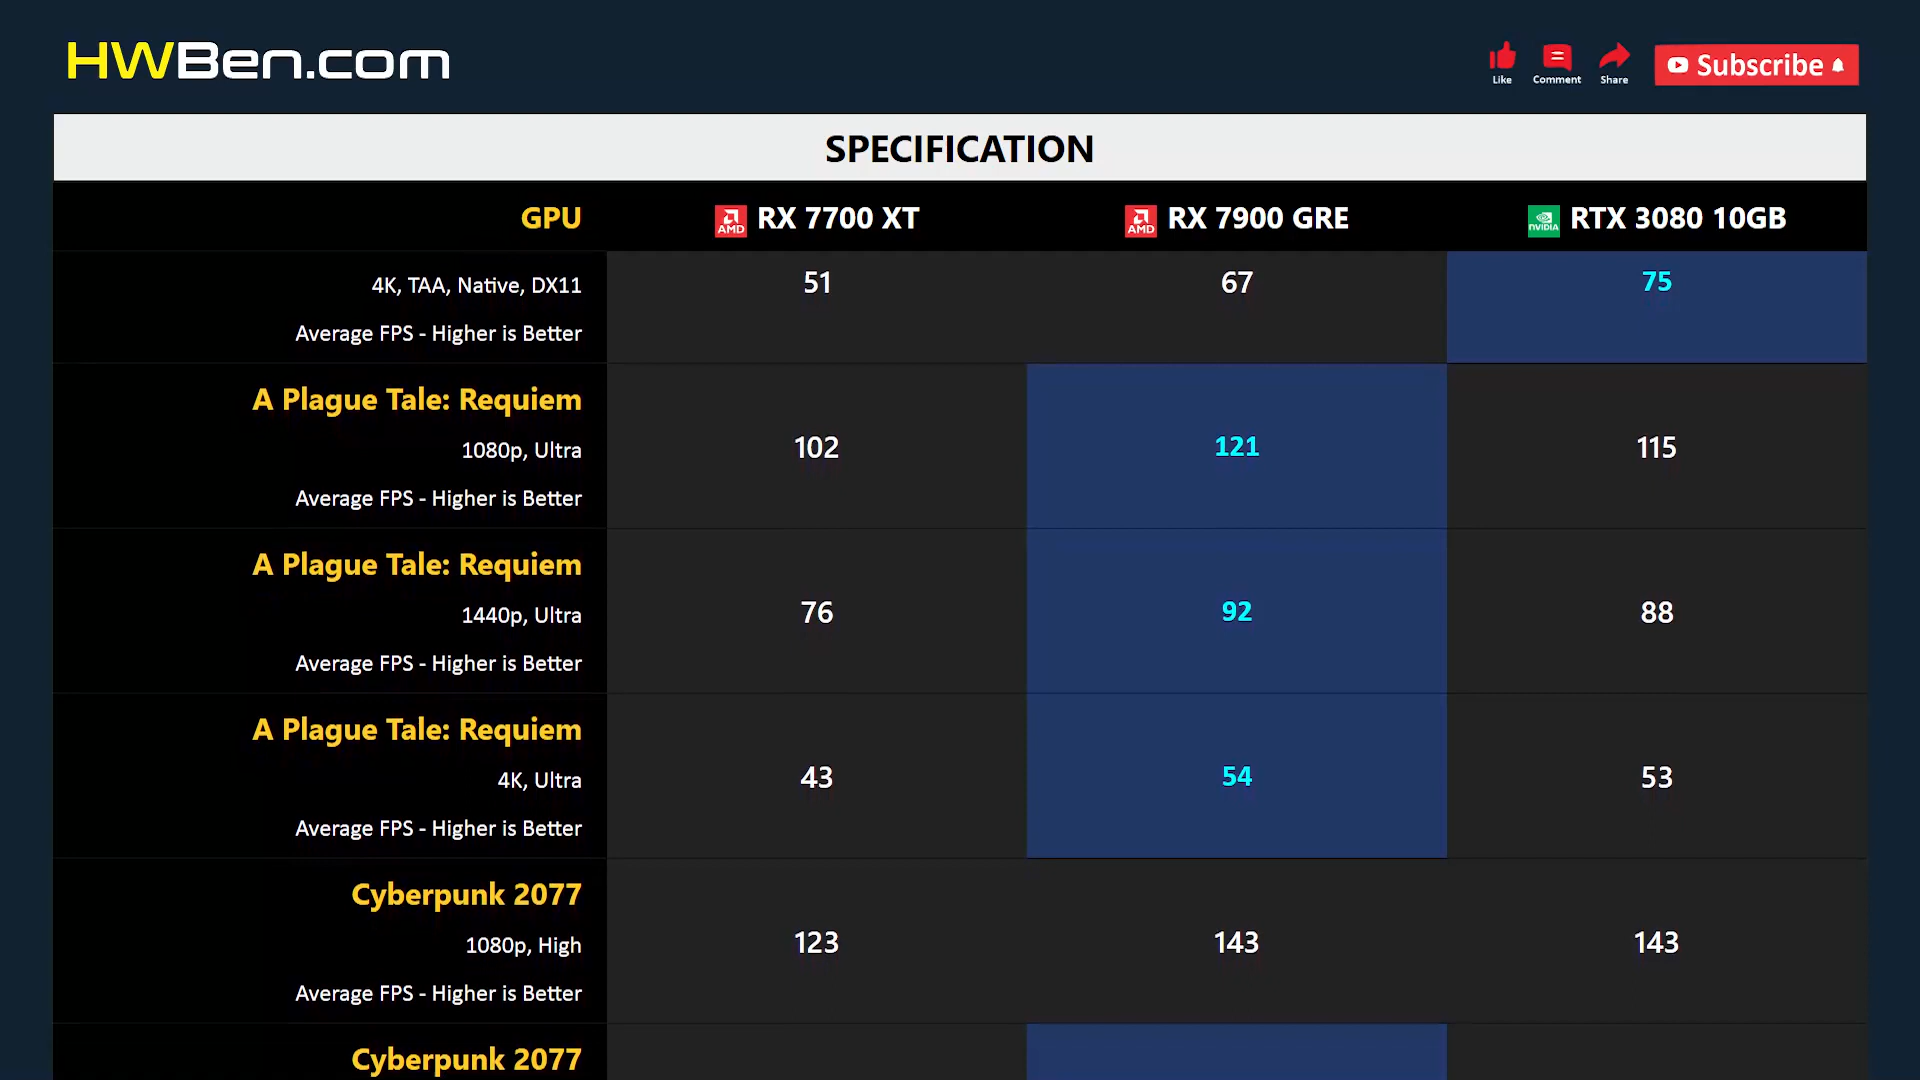 HWBen.com
Like Comment Share Subscribe
SPECIFICATION
GPU AMD RX 7700 XT AMD RX 7900 GRE NVIDIA RTX 3080 10GB
4K, TAA, Native, DX11 51 67 75
Average FPS - Higher is Better
A Plague Tale: Requiem
1080p, Ultra 102 121 115
Average FPS - Higher is Better
A Plague Tale: Requiem
1440p, Ultra 76 92 88
Average FPS - Higher is Better
A Plague Tale: Requiem
4K, Ultra 43 54 53
Average FPS - Higher is Better
Cyberpunk 2077
1080p, High 123 143 143
Average FPS - Higher is Better
Cyberpunk 2077